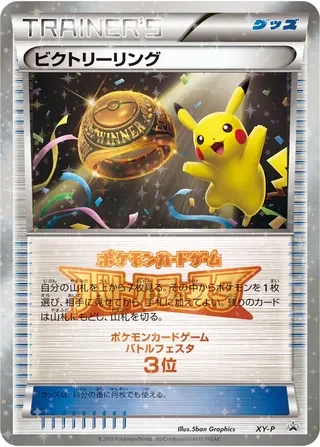 TRAINER'S
グッズ
ビクトリーリング
WINNER
ポケモンカードゲーム
自分の山札を上から7枚見る。その中からポケモンを1枚
選び、相手に見せてから、手札に加えてよい。残りのカード
は山札にもどし、山札を切る。
ポケモンカードゲーム
バトルフェスタ
3位
グッズは、自分の番に何枚でも使える。
Illus.5ban Graphics
XY-P